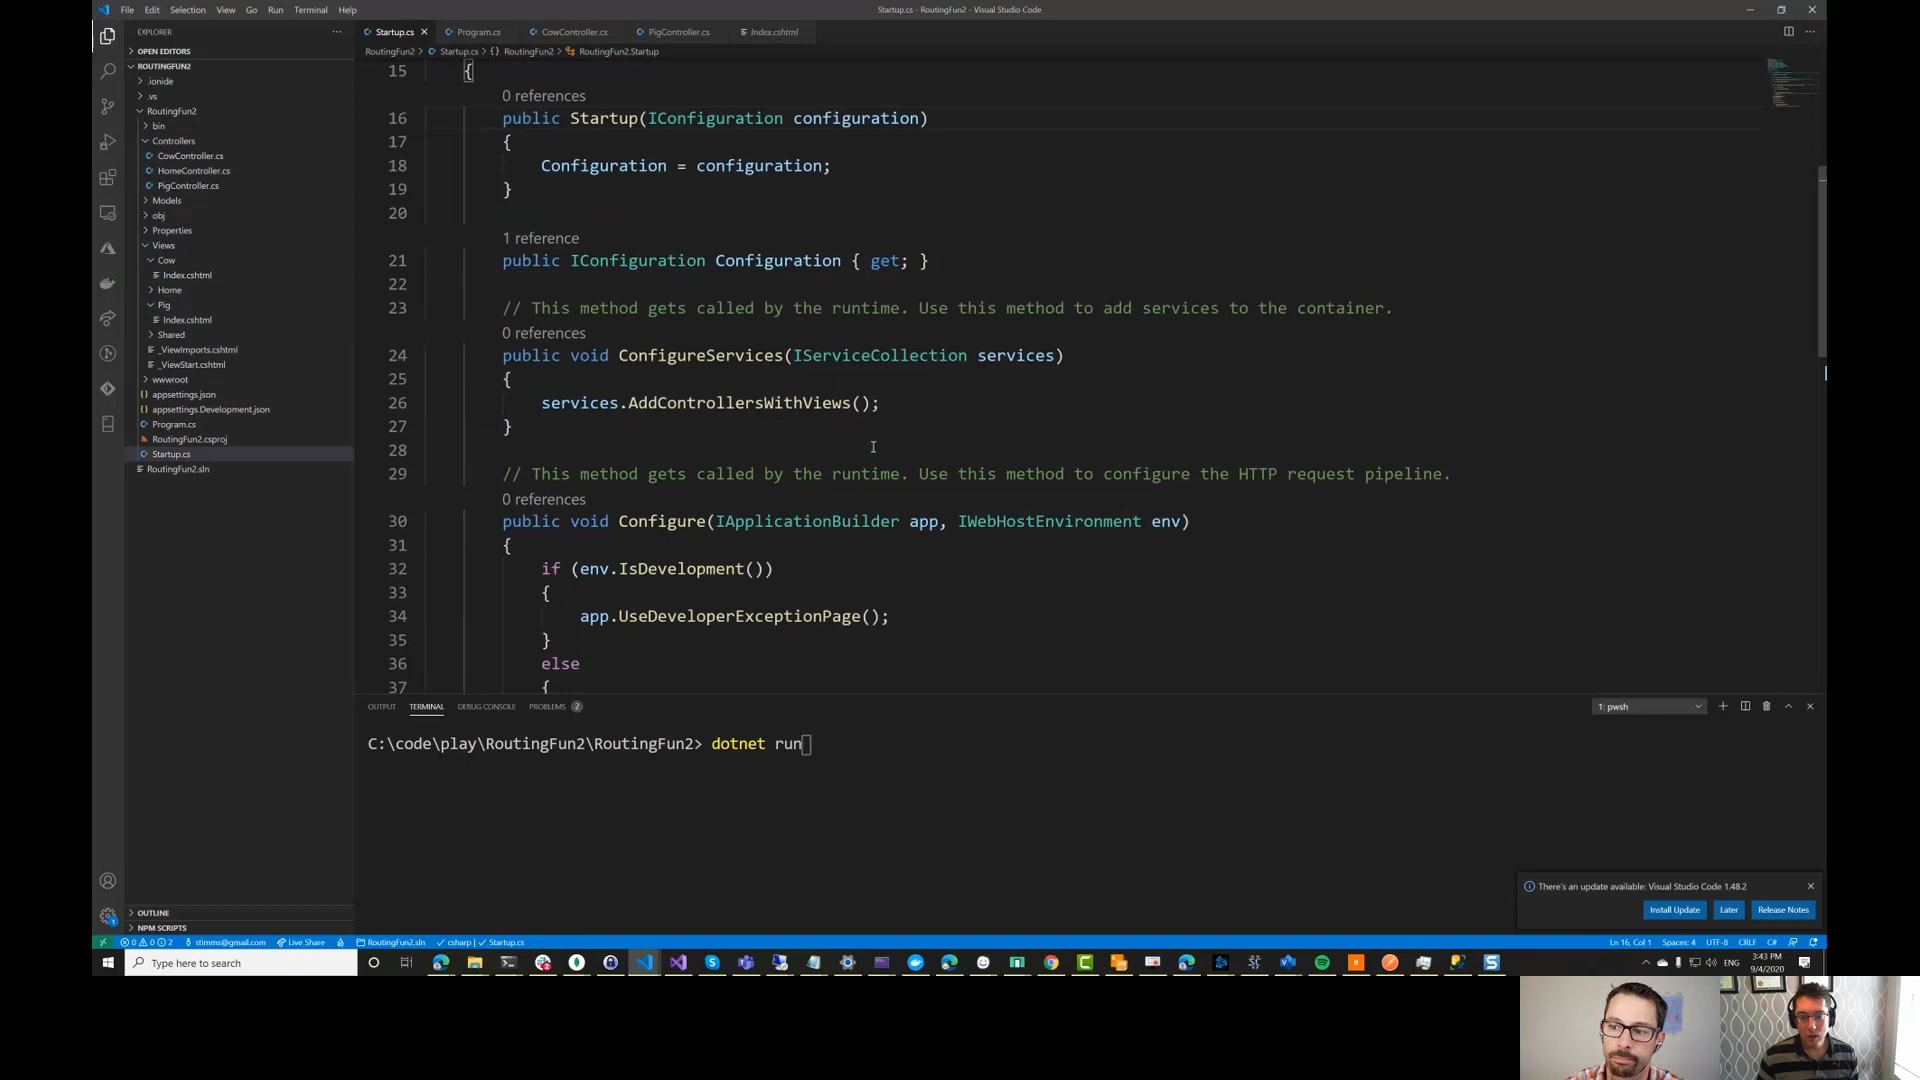 File Edit Selection View Go Run Terminal Help
Startup.cs - RoutingFun2 - Visual Studio Code
EXPLORER
OPEN EDITORS
ROUTINGFUN2
.ionide
.vs
RoutingFun2
bin
Controllers
CowController.cs
HomeController.cs
PigController.cs
Models
obj
Properties
Views
Cow
Index.cshtml
Home
Pig
Index.cshtml
Shared
_ViewImports.cshtml
_ViewStart.cshtml
wwwroot
appsettings.json
appsettings.Development.json
Program.cs
RoutingFun2.csproj
Startup.cs
RoutingFun2.sln
OUTLINE
NPM SCRIPTS
Startup.cs Program.cs CowController.cs PigController.cs Index.cshtml
RoutingFun2 > Startup.cs > {} RoutingFun2 > RoutingFun2.Startup
15 {
0 references
16 public Startup(IConfiguration configuration)
17 {
18 Configuration = configuration;
19 }
20
1 reference
21 public IConfiguration Configuration { get; }
22
23 // This method gets called by the runtime. Use this method to add services to the container.
0 references
24 public void ConfigureServices(IServiceCollection services)
25 {
26 services.AddControllersWithViews();
27 }
28
29 // This method gets called by the runtime. Use this method to configure the HTTP request pipeline.
0 references
30 public void Configure(IApplicationBuilder app, IWebHostEnvironment env)
31 {
32 if (env.IsDevelopment())
33 {
34 app.UseDeveloperExceptionPage();
35 }
36 else
37 {
OUTPUT TERMINAL DEBUG CONSOLE PROBLEMS 2
1: pwsh
C:\code\play\RoutingFun2\RoutingFun2> dotnet run
There's an update available: Visual Studio Code 1.48.2
Install Update Later Release Notes
0 0 2 stimms@gmail.com Live Share RoutingFun2.sln csharp Startup.cs
Ln 16, Col 1 Spaces: 4 UTF-8 CRLF C#
Type here to search
ENG
3:43 PM
9/4/2020